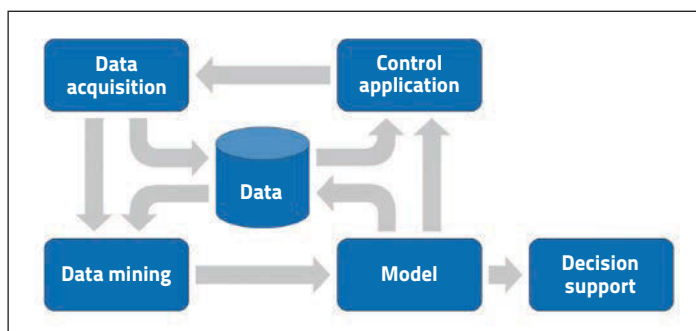 Data
acquisition
Control
application
Data
Data mining
Model
Decision
support